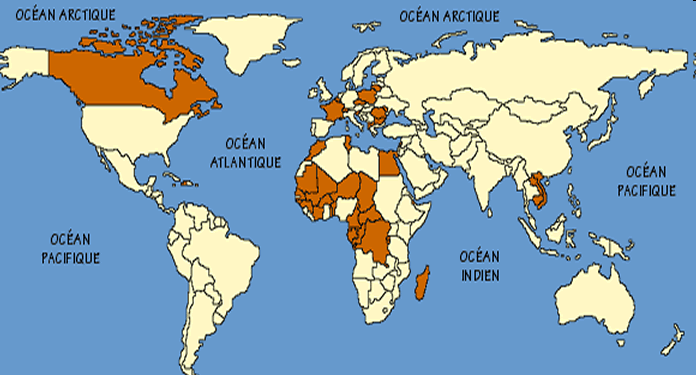 OCÉAN ARCTIQUE
OCÉAN ARCTIQUE
OCÉAN
ATLANTIQUE
OCÉAN
PACIFIQUE
OCÉAN
PACIFIQUE
OCÉAN
INDIEN